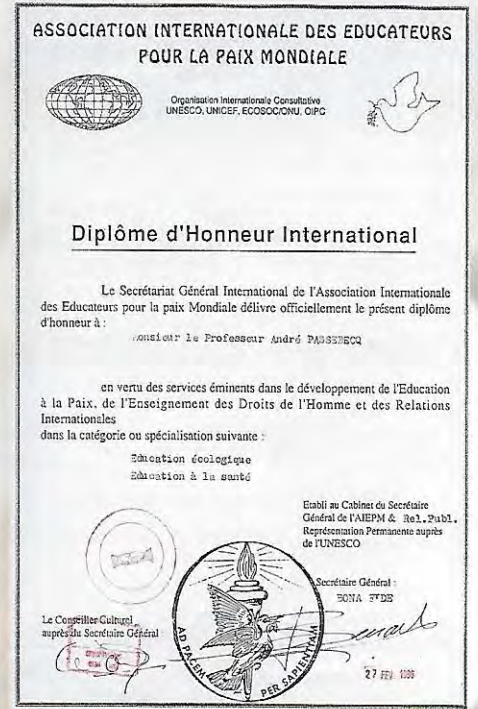 ASSOCIATION INTERNATIONALE DES EDUCATEURS
POUR LA PAIX MONDIALE
Organisation Internationale Consultative
UNESCO, UNICEF, ECOSOC/ONU, OIPC
Diplôme d'Honneur International
Le Secrétariat Général International de l'Association Internationale
des Educateurs pour la paix Mondiale délivre officiellement le présent diplôme
d'honneur à :
Monsieur le Professeur André PASSEBECQ
en vertu des services éminents dans le développement de l'Education
à la Paix, de l'Enseignement des Droits de l'Homme et des Relations
Internationales
dans la catégorie ou spécialisation suivante :
Education écologique
Education à la santé
Etabli au Cabinet du Secrétaire
Général de l'AIEPM & Rel.Publ.
Représentation Permanente auprès
de l'UNESCO
Secrétaire Général :
BONA FIDE
Le Conseiller Culturel
auprès du Secrétaire Général
AD PACEM
PER SAPIENTIAM
27 FEV